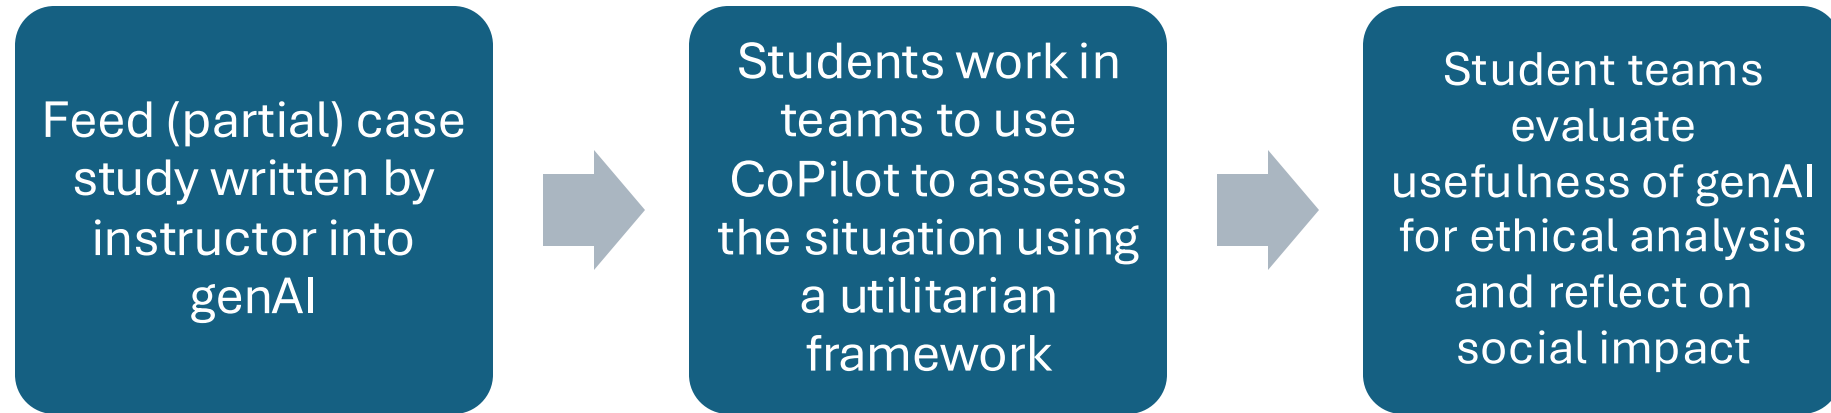 Feed (partial) case
study written by
instructor into
genAI
Students work in
teams to use
CoPilot to assess
the situation using
a utilitarian
framework
Student teams
evaluate
usefulness of genAI
for ethical analysis
and reflect on
social impact